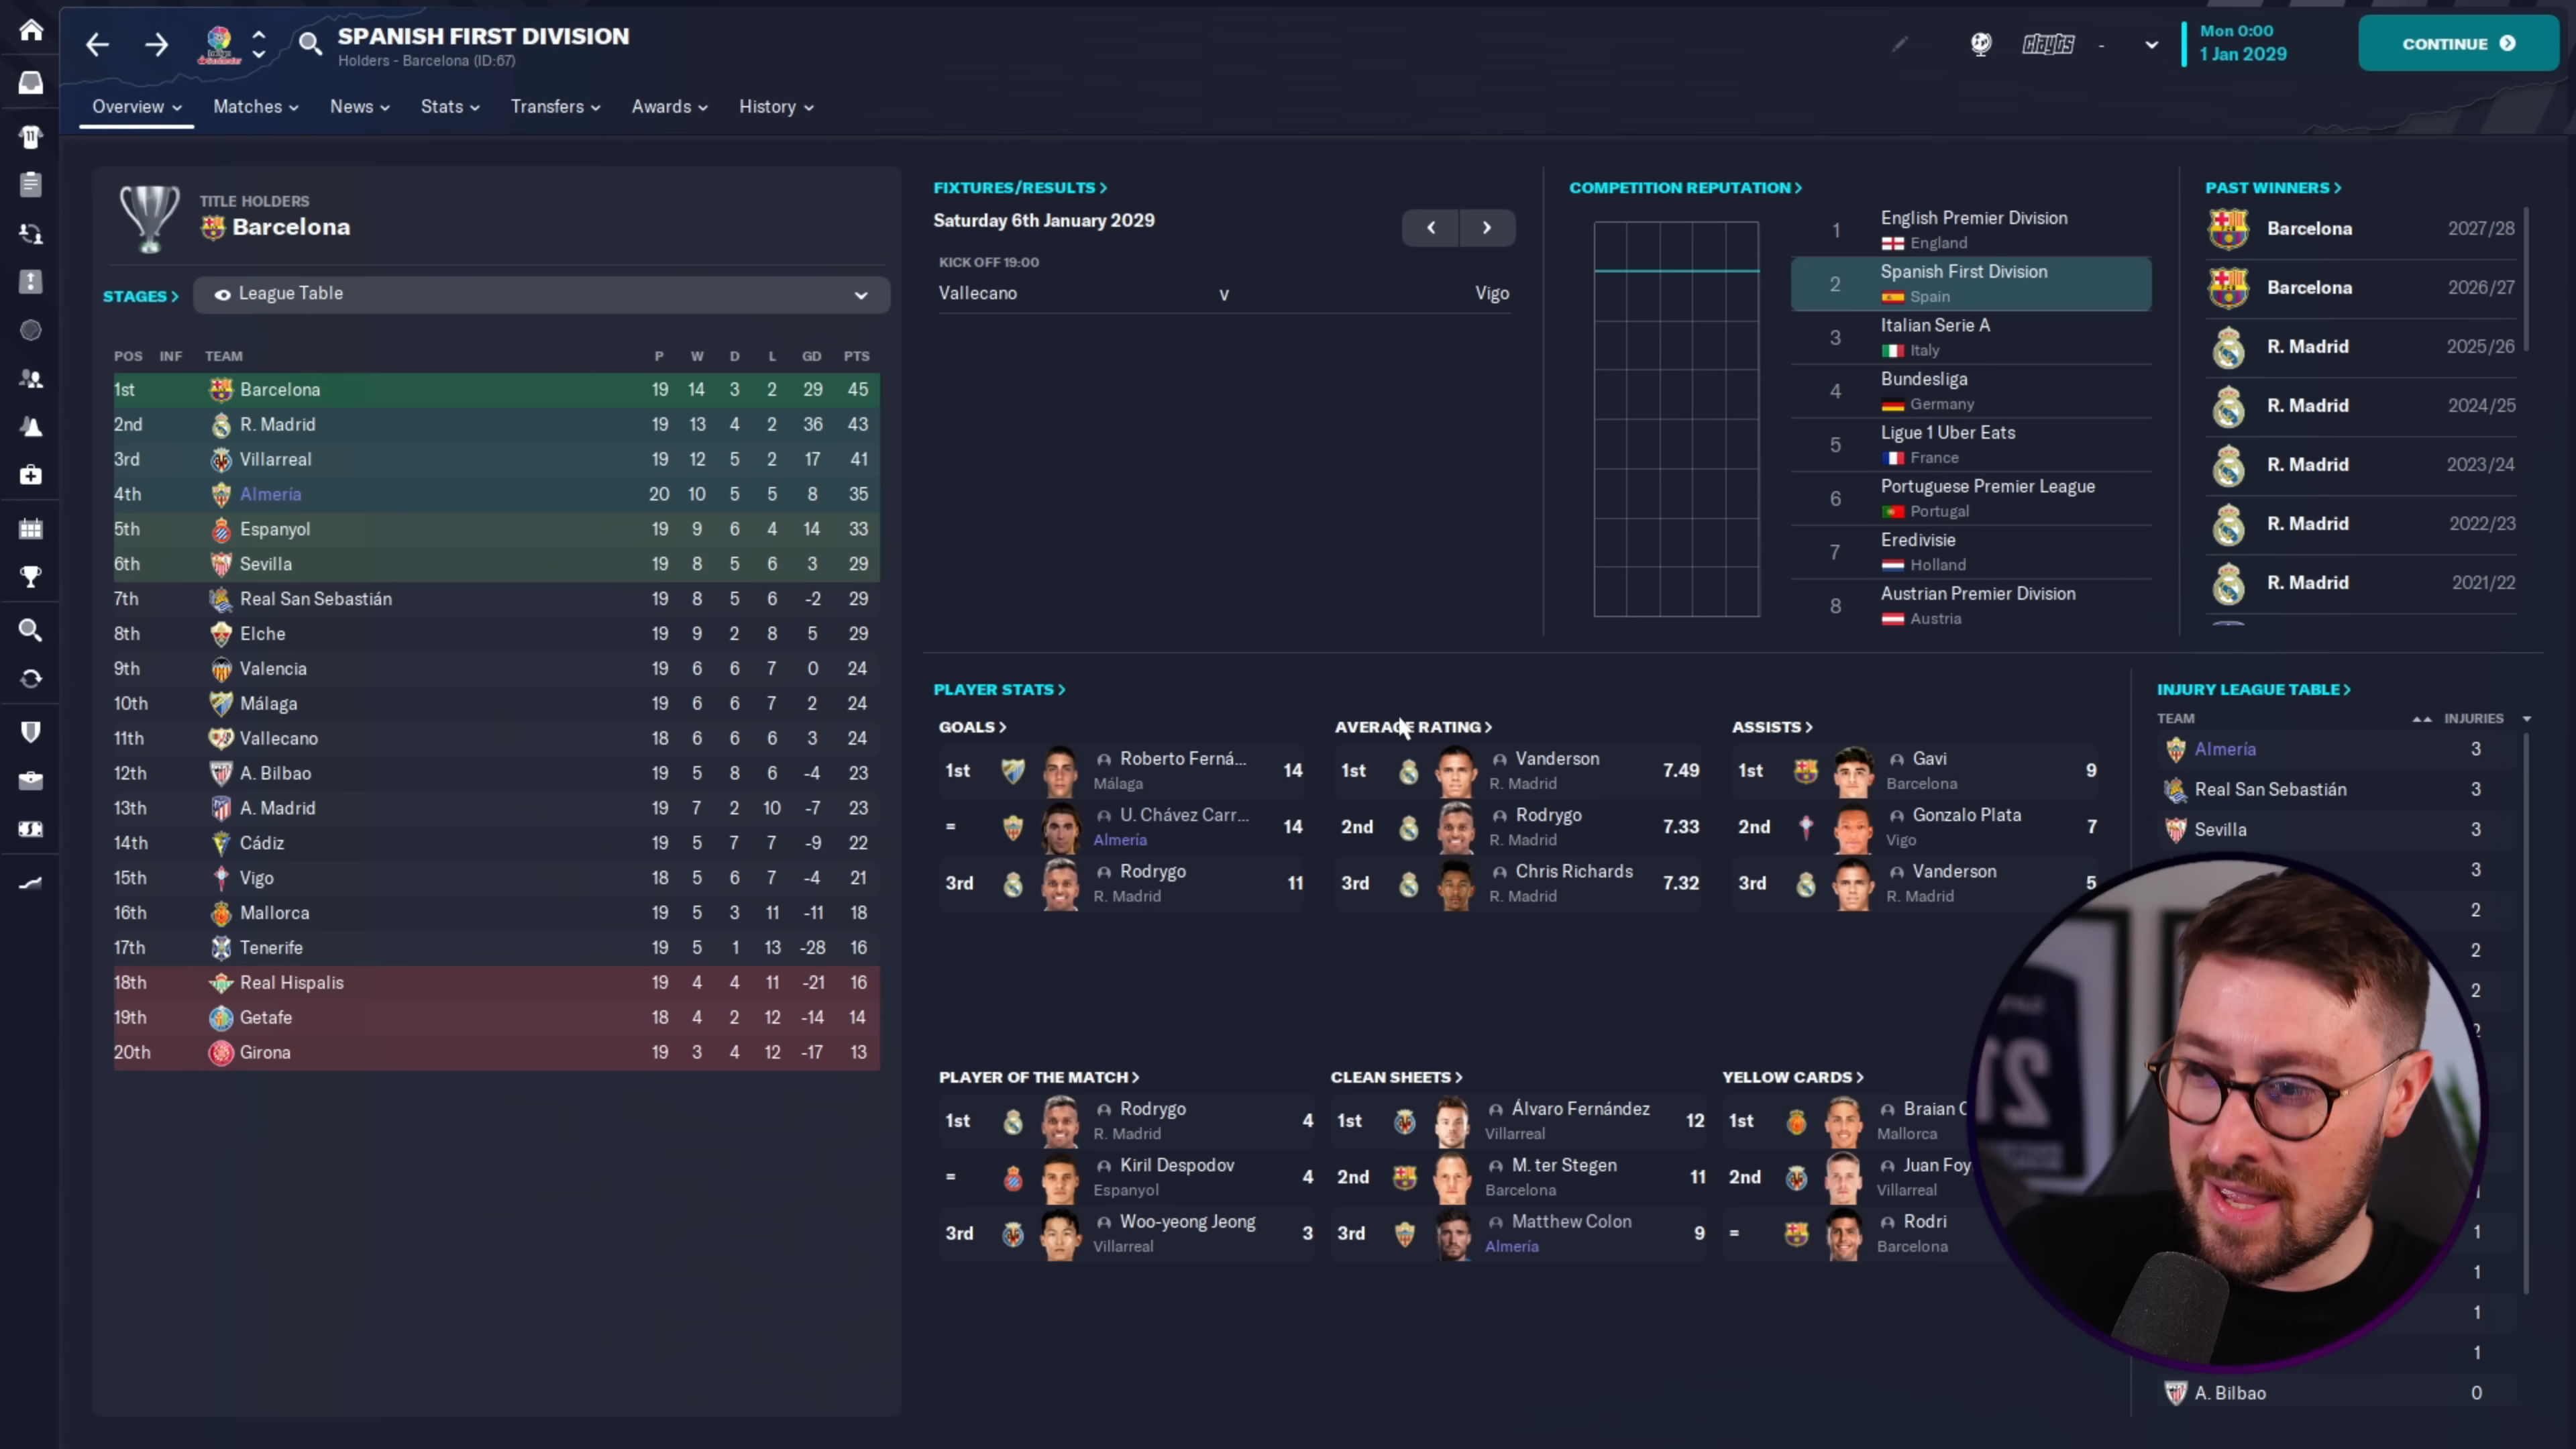 SPANISH FIRST DIVISION
Holders - Barcelona (ID:67)
claybs -
Mon 0:00
1 Jan 2029
CONTINUE
Overview Matches News Stats Transfers Awards History
TITLE HOLDERS
Barcelona
STAGES> League Table
POS INF TEAM P W D L GD PTS
1st Barcelona 19 14 3 2 29 45
2nd R. Madrid 19 13 4 2 36 43
3rd Villarreal 19 12 5 2 17 41
4th Almería 20 10 5 5 8 35
5th Espanyol 19 9 6 4 14 33
6th Sevilla 19 8 5 6 3 29
7th Real San Sebastián 19 8 5 6 -2 29
8th Elche 19 9 2 8 5 29
9th Valencia 19 6 6 7 0 24
10th Málaga 19 6 6 7 2 24
11th Vallecano 18 6 6 6 3 24
12th A. Bilbao 19 5 8 6 -4 23
13th A. Madrid 19 7 2 10 -7 23
14th Cádiz 19 5 7 7 -9 22
15th Vigo 18 5 6 7 -4 21
16th Mallorca 19 5 3 11 -11 18
17th Tenerife 19 5 1 13 -28 16
18th Real Hispalis 19 4 4 11 -21 16
19th Getafe 18 4 2 12 -14 14
20th Girona 19 3 4 12 -17 13
FIXTURES/RESULTS>
Saturday 6th January 2029
KICK OFF 19:00
Vallecano v Vigo
COMPETITION REPUTATION>
1 English Premier Division
England
2 Spanish First Division
Spain
3 Italian Serie A
Italy
4 Bundesliga
Germany
5 Ligue 1 Uber Eats
France
6 Portuguese Premier League
Portugal
7 Eredivisie
Holland
8 Austrian Premier Division
Austria
PAST WINNERS>
Barcelona 2027/28
Barcelona 2026/27
R. Madrid 2025/26
R. Madrid 2024/25
R. Madrid 2023/24
R. Madrid 2022/23
R. Madrid 2021/22
PLAYER STATS>
GOALS>
1st Roberto Ferná... 14
Málaga
= U. Chávez Carr... 14
Almería
3rd Rodrygo 11
R. Madrid
AVERAGE RATING>
1st Vanderson 7.49
R. Madrid
2nd Rodrygo 7.33
R. Madrid
3rd Chris Richards 7.32
R. Madrid
ASSISTS>
1st Gavi 9
Barcelona
2nd Gonzalo Plata 7
Vigo
3rd Vanderson 5
R. Madrid
PLAYER OF THE MATCH>
1st Rodrygo 4
R. Madrid
= Kiril Despodov 4
Espanyol
3rd Woo-yeong Jeong 3
Villarreal
CLEAN SHEETS>
1st Álvaro Fernández 12
Villarreal
2nd M. ter Stegen 11
Barcelona
3rd Matthew Colon 9
Almería
YELLOW CARDS>
1st Braian
Mallorca
2nd Juan Foy
Villarreal
= Rodri
Barcelona
INJURY LEAGUE TABLE>
TEAM INJURIES
Almería 3
Real San Sebastián 3
Sevilla 3
3
2
2
2
2
1
1
1
1
1
A. Bilbao 0